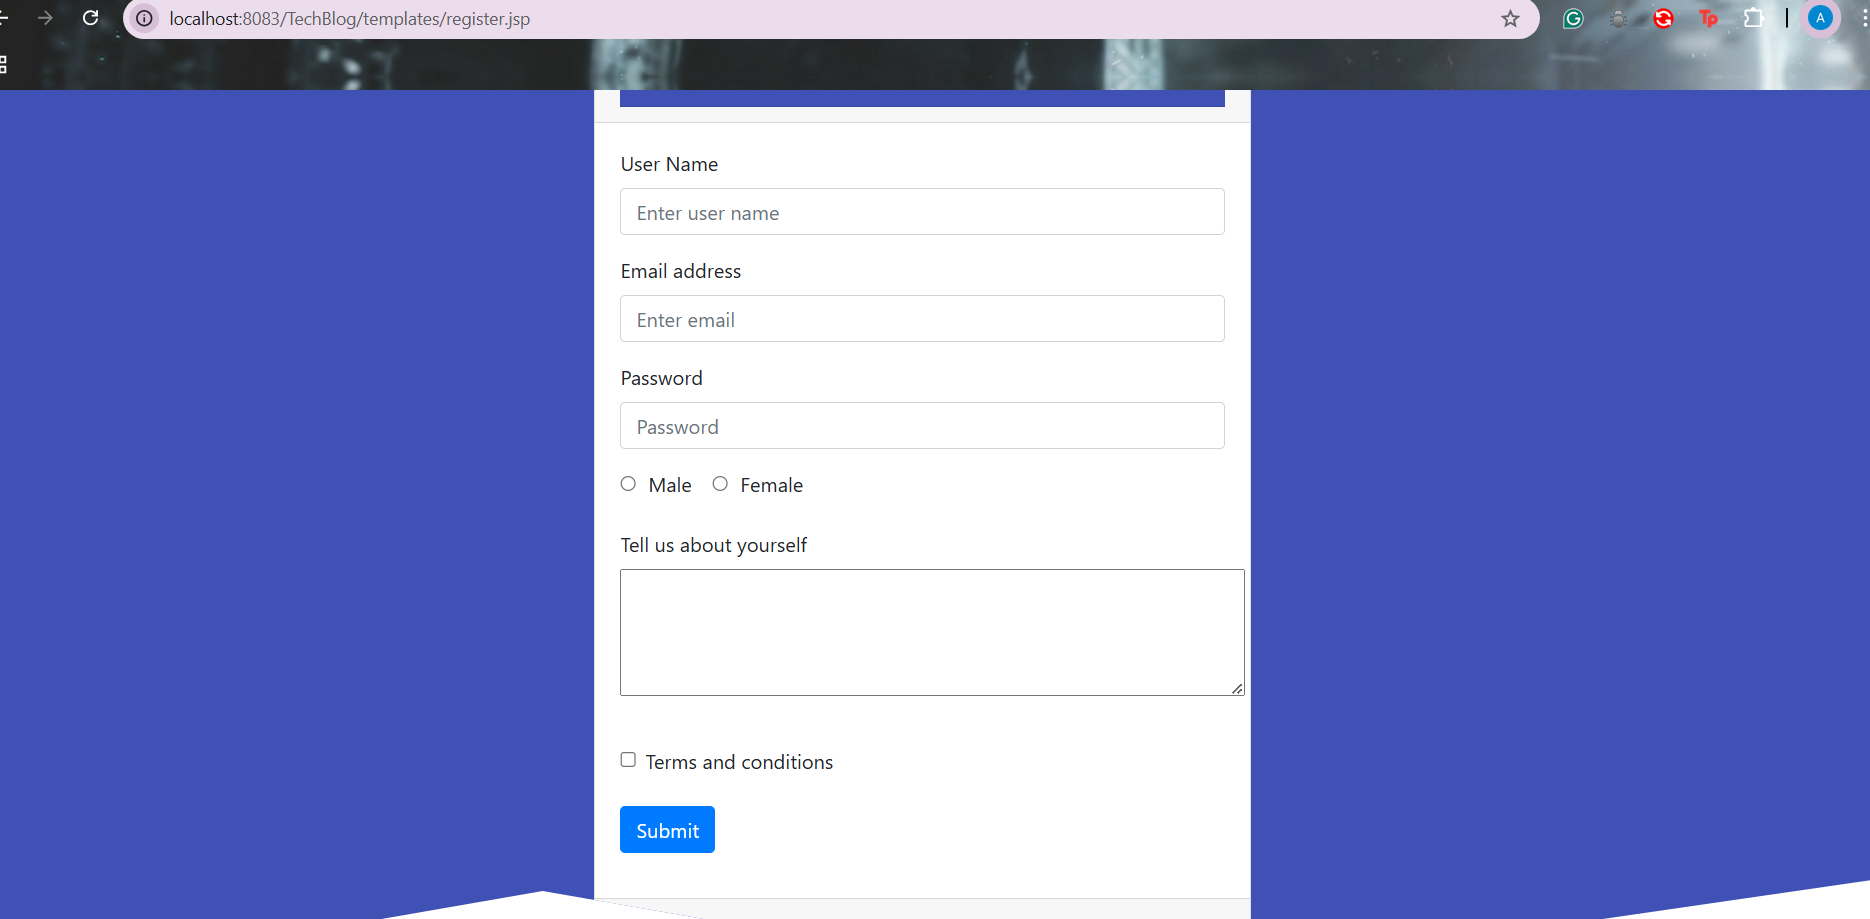 localhost:8083/TechBlog/templates/register.jsp
Tp
A
User Name
Enter user name
Email address
Enter email
Password
Password
Male Female
Tell us about yourself
Terms and conditions
Submit